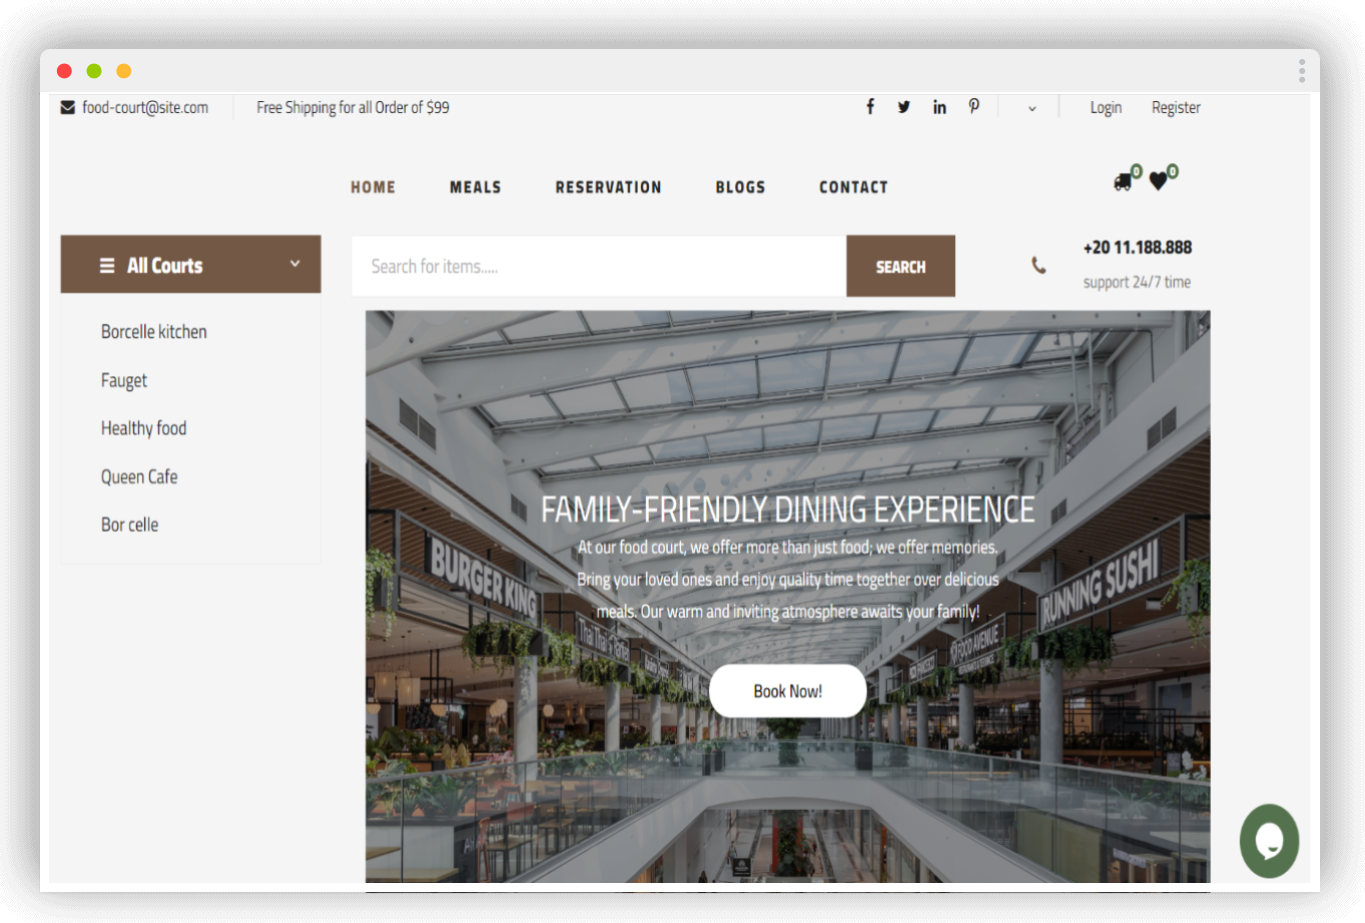 food-court@site.com
Free Shipping for all Order of $99
Login
Register
HOME
MEALS
RESERVATION
BLOGS
CONTACT
0
0
All Courts
Search for items.....
SEARCH
+20 11.188.888
support 24/7 time
Borcelle kitchen
Fauget
Healthy food
Queen Cafe
Bor celle
FAMILY-FRIENDLY DINING EXPERIENCE
At our food court, we offer more than just food; we offer memories.
Bring your loved ones and enjoy quality time together over delicious
meals. Our warm and inviting atmosphere awaits your family!
Book Now!
BURGER KING
RUNNING SUSHI
FOOD AVENUE